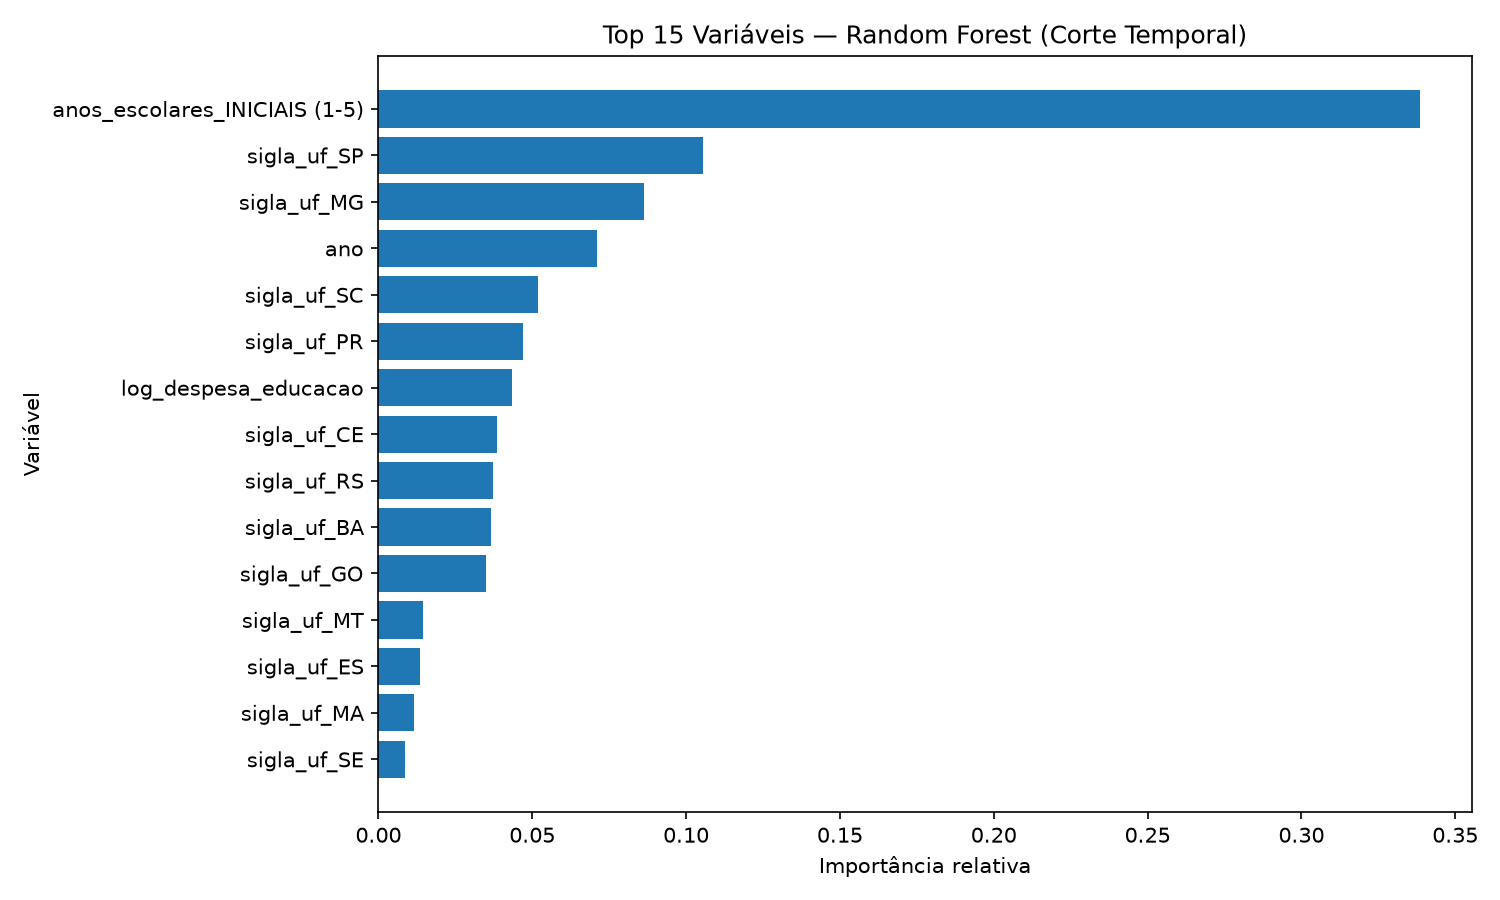 Top 15 Variáveis — Random Forest (Corte Temporal)
Variável
anos_escolares_INICIAIS (1-5)
sigla_uf_SP
sigla_uf_MG
ano
sigla_uf_SC
sigla_uf_PR
log_despesa_educacao
sigla_uf_CE
sigla_uf_RS
sigla_uf_BA
sigla_uf_GO
sigla_uf_MT
sigla_uf_ES
sigla_uf_MA
sigla_uf_SE
0.00 0.05 0.10 0.15 0.20 0.25 0.30 0.35
Importância relativa